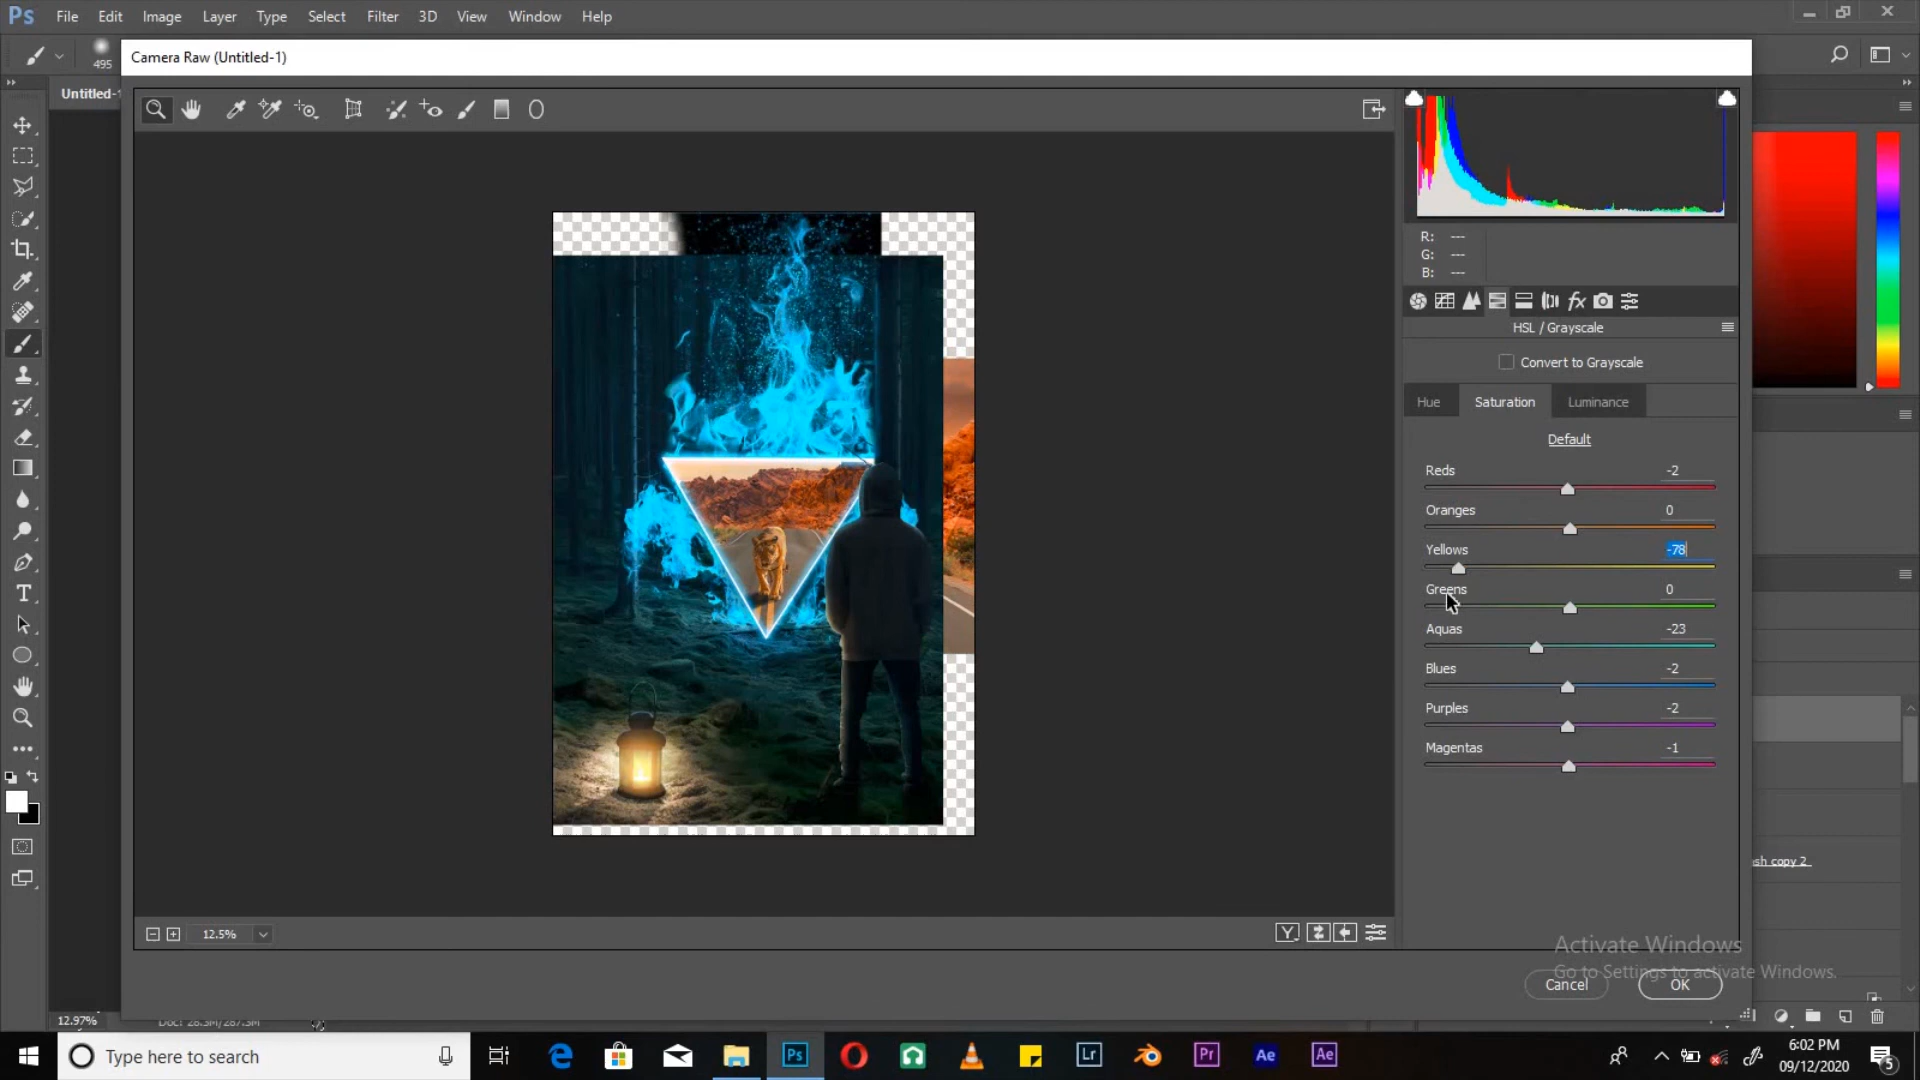 Ps File Edit Image Layer Type Select Filter 3D View Window Help
495
Camera Raw (Untitled-1)
Untitled-1
R: ---
G: ---
B: ---
HSL / Grayscale
Convert to Grayscale
Hue Saturation Luminance
Default
Reds -2
Oranges 0
Yellows -78
Greens 0
Aquas -23
Blues -2
Purples -2
Magentas -1
sh copy 2
12.5%
Activate Windows
Go to Settings to activate Windows.
Cancel OK
12.97%
Type here to search
Ps Lr Pr Ae Ae
6:02 PM
09/12/2020
5